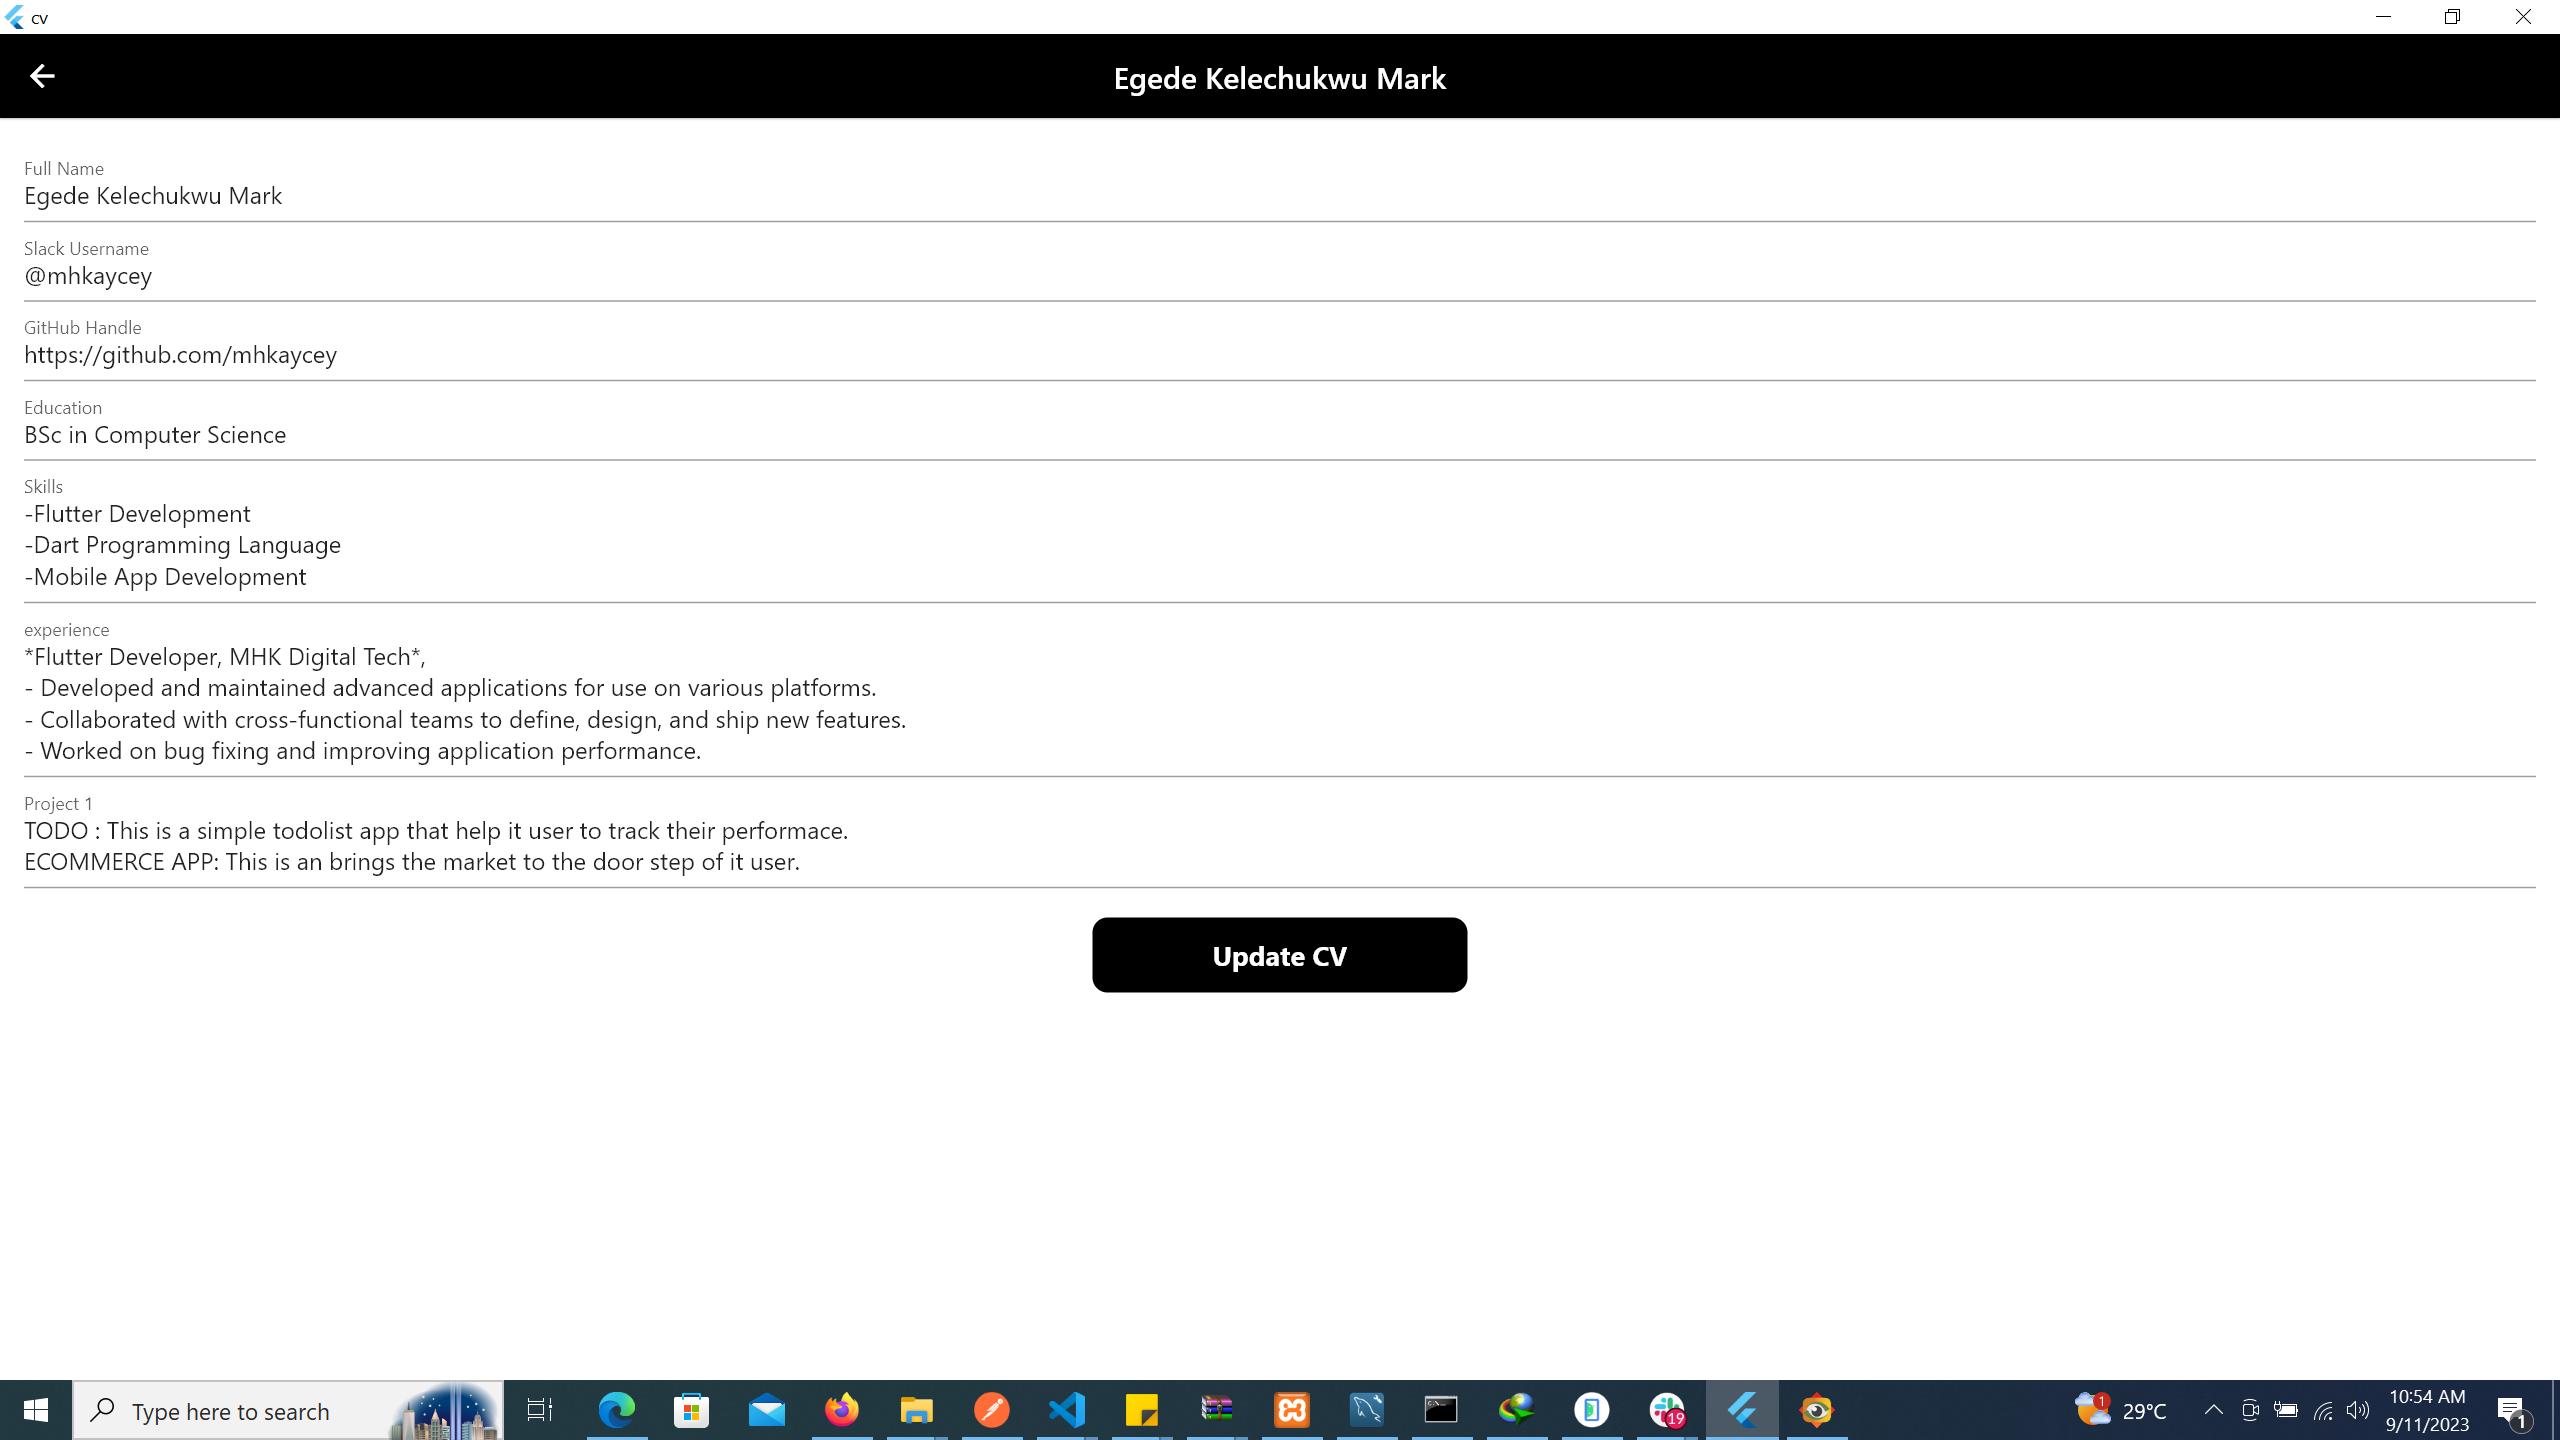 CV
Egede Kelechukwu Mark
Full Name
Egede Kelechukwu Mark
Slack Username
@mhkaycey
GitHub Handle
https://github.com/mhkaycey
Education
BSc in Computer Science
Skills
-Flutter Development
-Dart Programming Language
-Mobile App Development
experience
*Flutter Developer, MHK Digital Tech*,
- Developed and maintained advanced applications for use on various platforms.
- Collaborated with cross-functional teams to define, design, and ship new features.
- Worked on bug fixing and improving application performance.
Project 1
TODO : This is a simple todolist app that help it user to track their performace.
ECOMMERCE APP: This is an brings the market to the door step of it user.
Update CV
Type here to search
19
1
29°C
10:54 AM
9/11/2023
1